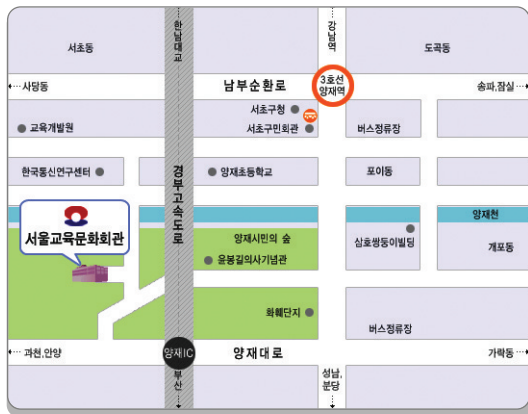 서초동
한남대교
강남역
도곡동
사당동
남부순환로
3호선
양재역
송파.잠실
서초구청
교육개발원
서초구민회관
버스정류장
한국통신연구센터
경부고속도로
양재초등학교
포이동
양재천
서울교육문화회관
양재시민의 숲
삼호쌍둥이빌딩
개포동
윤봉길의사기념관
화훼단지
버스정류장
과천,안양
양재IC
양재대로
가락동
부산
성남,
분당